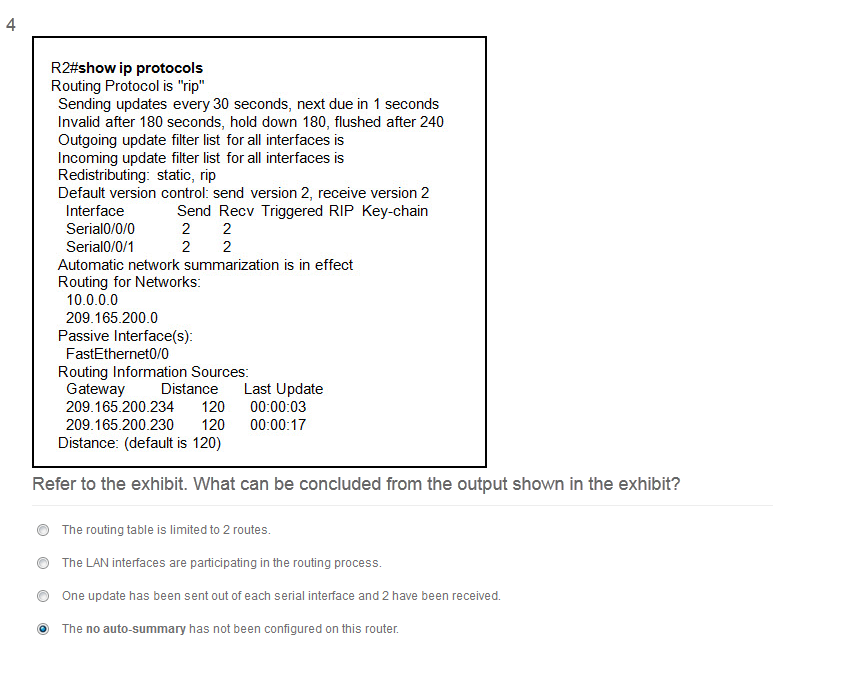 4
R2#show ip protocols
Routing Protocol is "rip"
Sending updates every 30 seconds, next due in 1 seconds
Invalid after 180 seconds, hold down 180, flushed after 240
Outgoing update filter list for all interfaces is
Incoming update filter list for all interfaces is
Redistributing: static, rip
Default version control: send version 2, receive version 2
Interface Send Recv Triggered RIP Key-chain
Serial0/0/0 2 2
Serial0/0/1 2 2
Automatic network summarization is in effect
Routing for Networks:
10.0.0.0
209.165.200.0
Passive Interface(s):
FastEthernet0/0
Routing Information Sources:
Gateway Distance Last Update
209.165.200.234 120 00:00:03
209.165.200.230 120 00:00:17
Distance: (default is 120)
Refer to the exhibit. What can be concluded from the output shown in the exhibit?
The routing table is limited to 2 routes.
The LAN interfaces are participating in the routing process.
One update has been sent out of each serial interface and 2 have been received.
The no auto-summary has not been configured on this router.